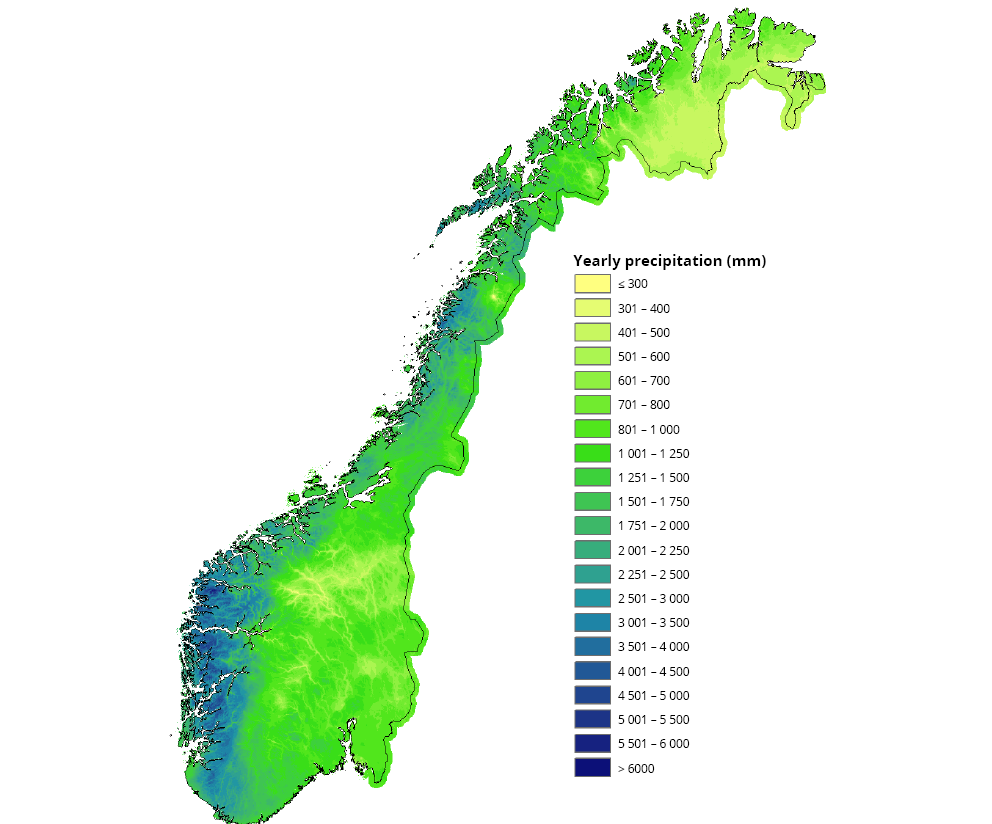 Yearly precipitation (mm)
≤ 300
301 – 400
401 – 500
501 – 600
601 – 700
701 – 800
801 – 1 000
1 001 – 1 250
1 251 – 1 500
1 501 – 1 750
1 751 – 2 000
2 001 – 2 250
2 251 – 2 500
2 501 – 3 000
3 001 – 3 500
3 501 – 4 000
4 001 – 4 500
4 501 – 5 000
5 001 – 5 500
5 501 – 6 000
> 6000